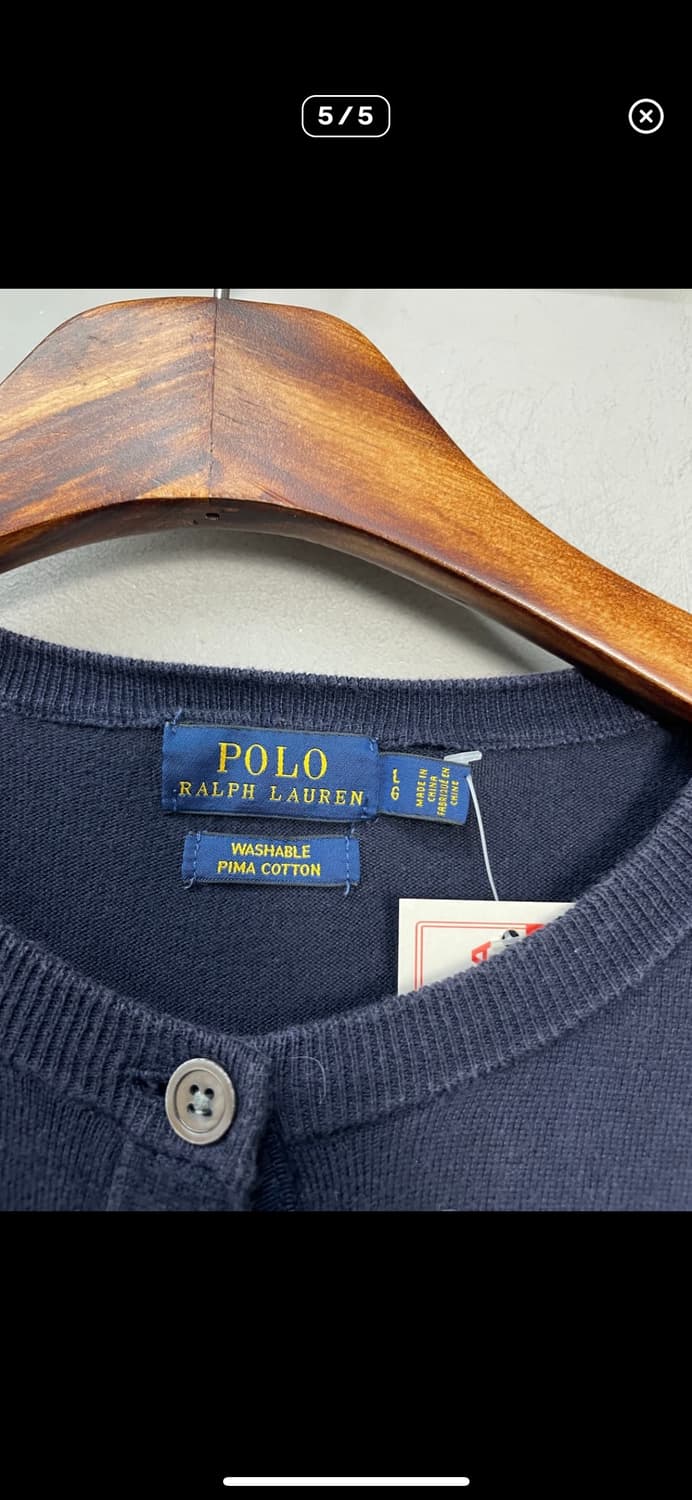 5/5
POLO
RALPH LAUREN
L
G
MADE IN
CHINA
FABRIQUÉ EN
CHINE
WASHABLE
PIMA COTTON